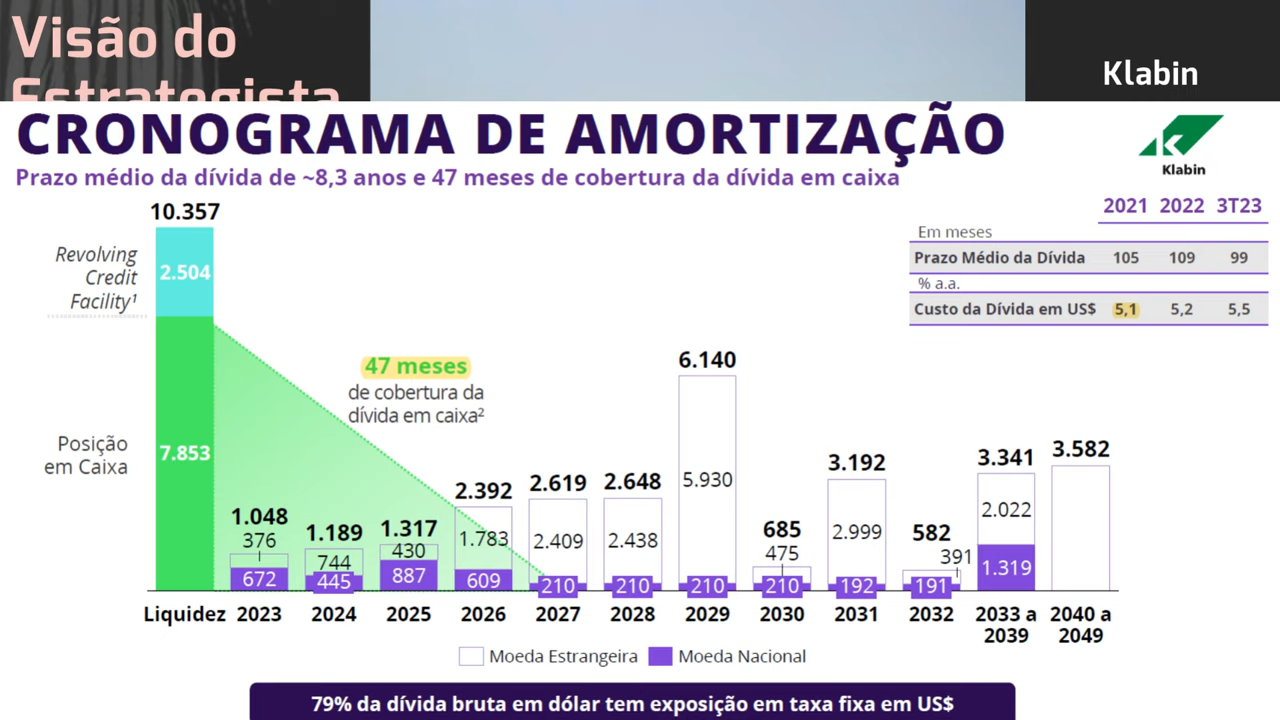 Visão do
Estrategista
Klabin
CRONOGRAMA DE AMORTIZAÇÃO
Prazo médio da dívida de ~8,3 anos e 47 meses de cobertura da dívida em caixa
Klabin
2021 2022 3T23
Em meses
Prazo Médio da Dívida 105 109 99
% a.a.
Custo da Dívida em US$ 5,1 5,2 5,5
10.357
Revolving
Credit
Facility¹
2.504
Posição
em Caixa
7.853
47 meses
de cobertura da
dívida em caixa²
1.048
376
672
1.189
744
445
1.317
430
887
2.392
1.783
609
2.619
2.409
210
2.648
2.438
210
6.140
5.930
210
685
475
210
3.192
2.999
192
582
391
191
3.341
2.022
1.319
3.582
Liquidez 2023 2024 2025 2026 2027 2028 2029 2030 2031 2032 2033 a 2040 a
2039 2049
Moeda Estrangeira Moeda Nacional
79% da dívida bruta em dólar tem exposição em taxa fixa em US$